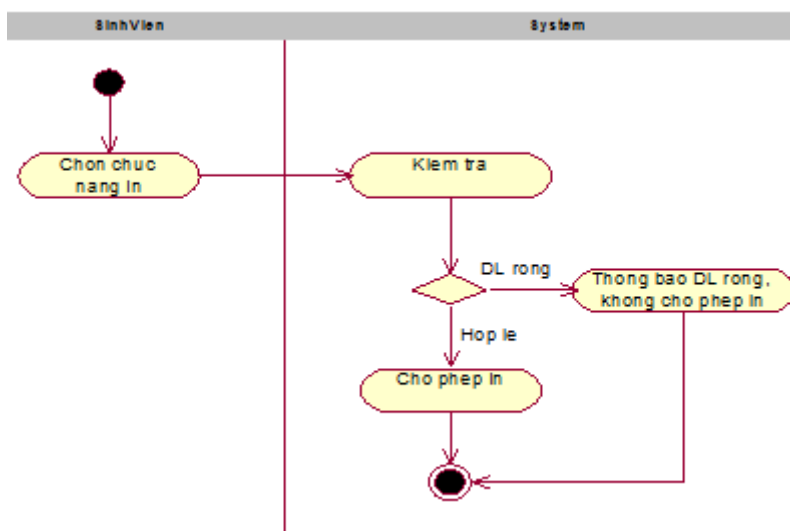 SinhVien
System
Chon chuc
nang in
Kiem tra
DL rong
Thong bao DL rong,
khong cho phep in
Hop le
Cho phep in